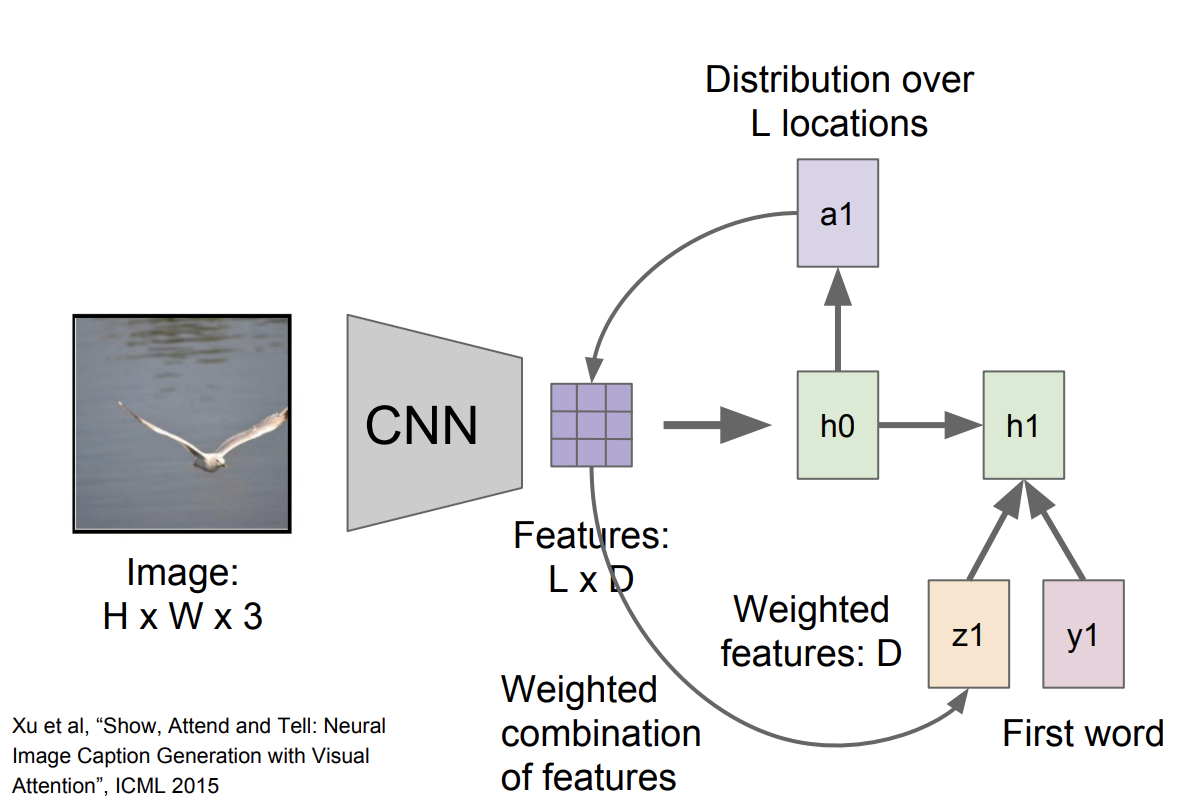 Distribution over
L locations
a1
CNN
h0
h1
Features:
L x D
Image:
H x W x 3
Weighted
features: D
z1
y1
First word
Weighted
combination
of features
Xu et al, “Show, Attend and Tell: Neural
Image Caption Generation with Visual
Attention”, ICML 2015